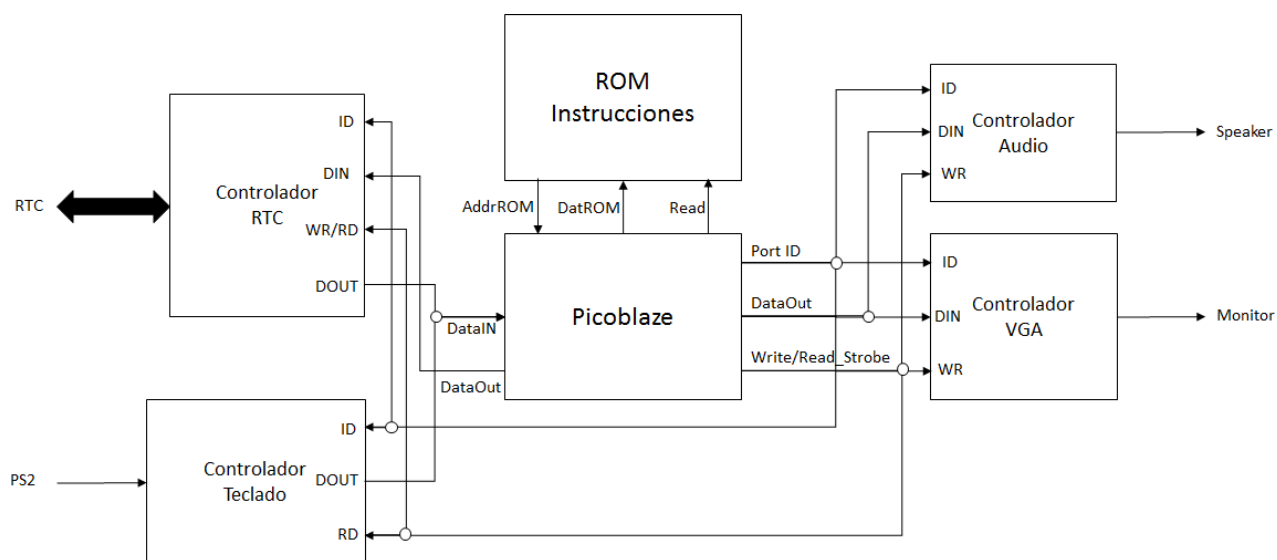 ROM
Instrucciones
ID
DIN
Controlador
RTC
WR/RD
DOUT
RTC
AddrROM
DatROM
Read
ID
DIN
Controlador
Audio
WR
Speaker
Picoblaze
Port ID
DataOut
Write/Read_Strobe
DataIN
DataOut
ID
DIN
Controlador
VGA
WR
Monitor
PS2
ID
Controlador
Teclado
DOUT
RD